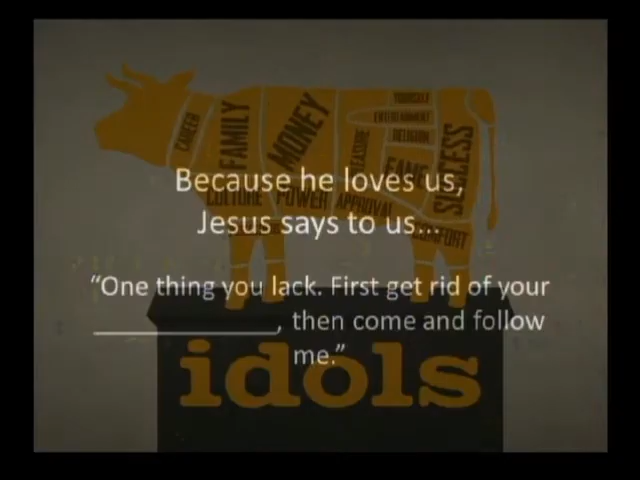 CAREER
FAMILY
MONEY
YOURSELF
ENTERTAINMENT
RELIGION
FAME
SUCCESS
CULTURE
POWER
APPROVAL
COMFORT
Because he loves us,
Jesus says to us...
“One thing you lack. First get rid of your
______________, then come and follow
me.”
idols